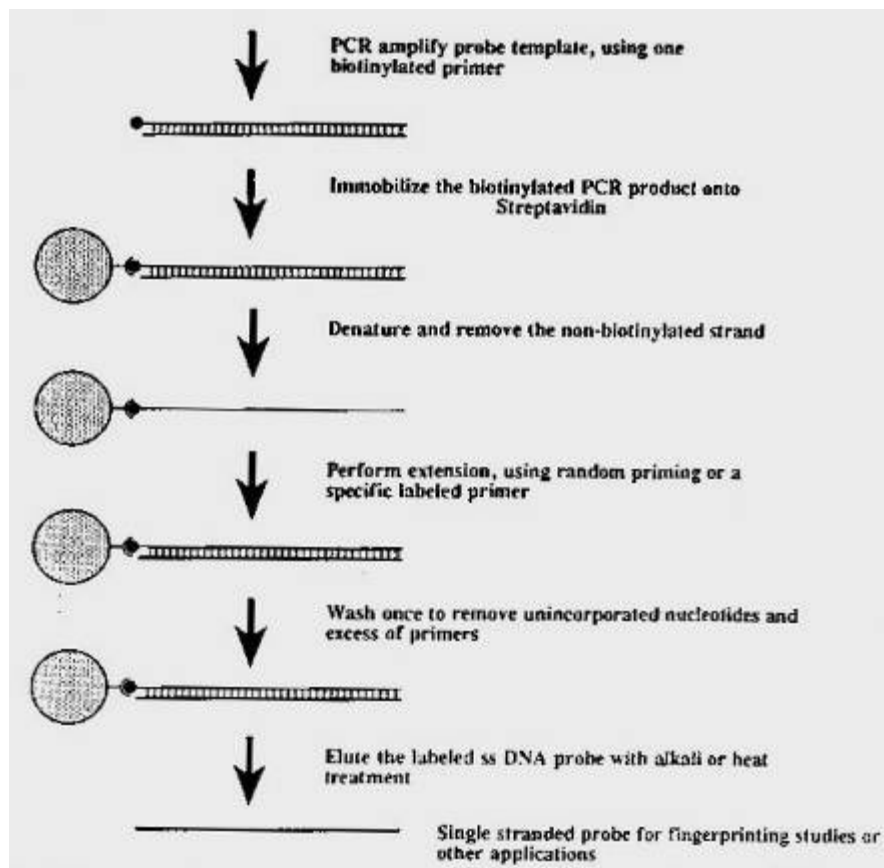 PCR amplify probe template, using one
biotinylated primer
Immobilize the biotinylated PCR product onto
Streptavidin
Denature and remove the non-biotinylated strand
Perform extension, using random priming or a
specific labeled primer
Wash once to remove unincorporated nucleotides and
excess of primers
Elute the labeled ss DNA probe with alkali or heat
treatment
Single stranded probe for fingerprinting studies or
other applications